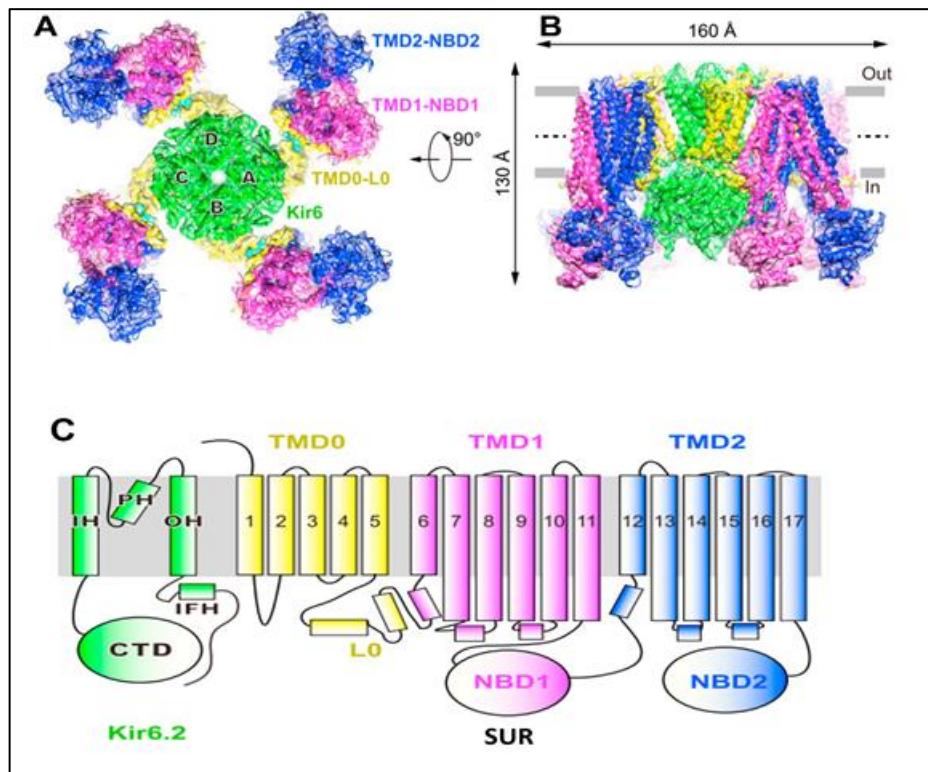 A
TMD2-NBD2
TMD1-NBD1
TMD0-L0
Kir6
D
C
A
B
90°
B
160 Å
130 Å
Out
In
C
TMD0
TMD1
TMD2
IH
PH
OH
1 2 3 4 5 6 7 8 9 10 11 12 13 14 15 16 17
IFH
CTD
L0
NBD1
NBD2
Kir6.2
SUR